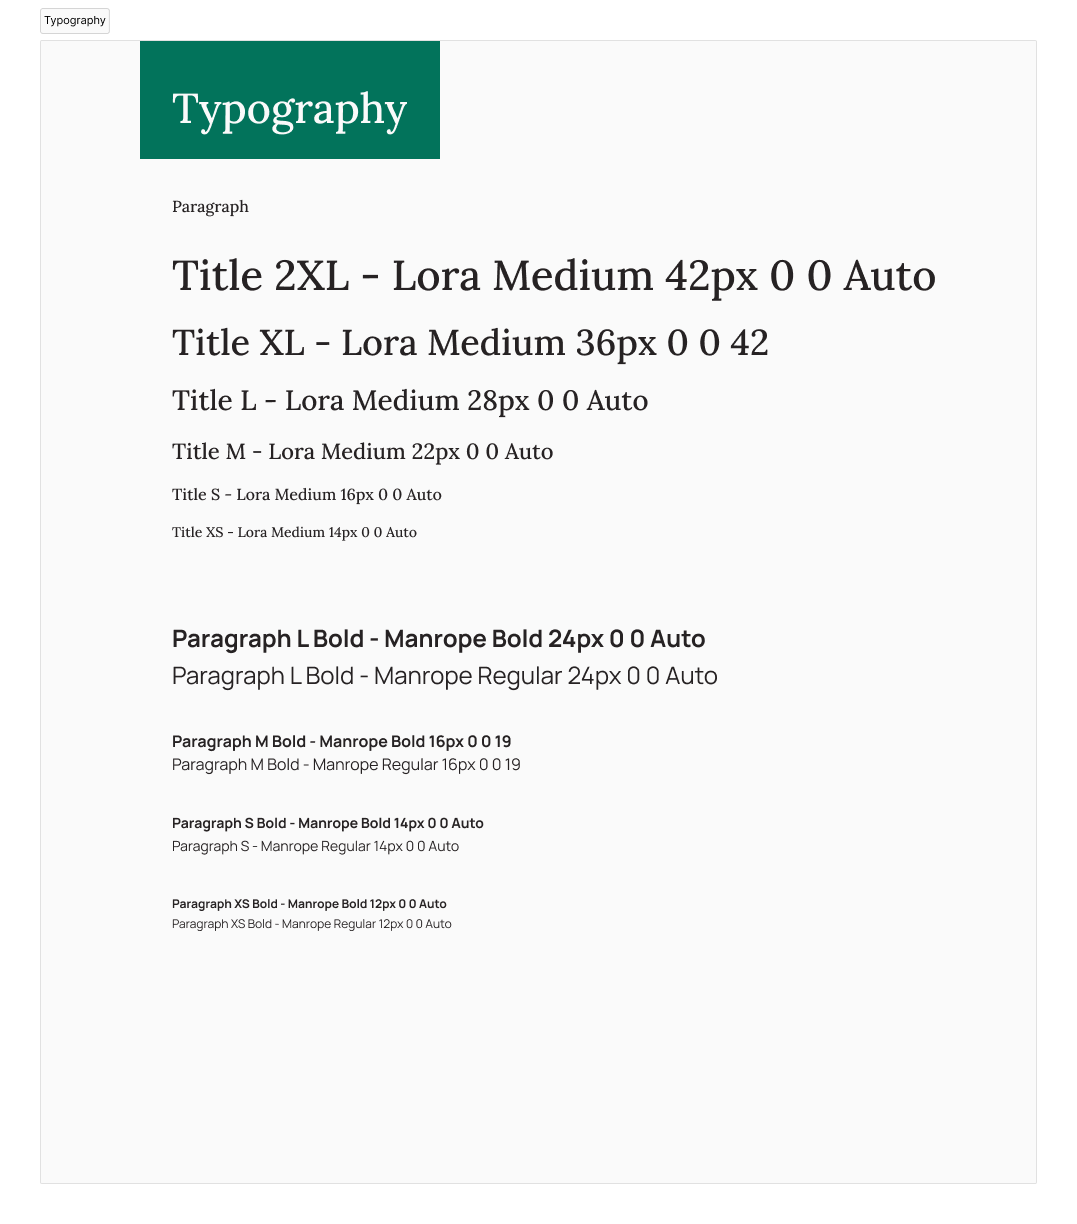 Typography
Typography
Paragraph
Title 2XL - Lora Medium 42px 0 0 Auto
Title XL - Lora Medium 36px 0 0 42
Title L - Lora Medium 28px 0 0 Auto
Title M - Lora Medium 22px 0 0 Auto
Title S - Lora Medium 16px 0 0 Auto
Title XS - Lora Medium 14px 0 0 Auto
Paragraph L Bold - Manrope Bold 24px 0 0 Auto
Paragraph L Bold - Manrope Regular 24px 0 0 Auto
Paragraph M Bold - Manrope Bold 16px 0 0 19
Paragraph M Bold - Manrope Regular 16px 0 0 19
Paragraph S Bold - Manrope Bold 14px 0 0 Auto
Paragraph S - Manrope Regular 14px 0 0 Auto
Paragraph XS Bold - Manrope Bold 12px 0 0 Auto
Paragraph XS Bold - Manrope Regular 12px 0 0 Auto